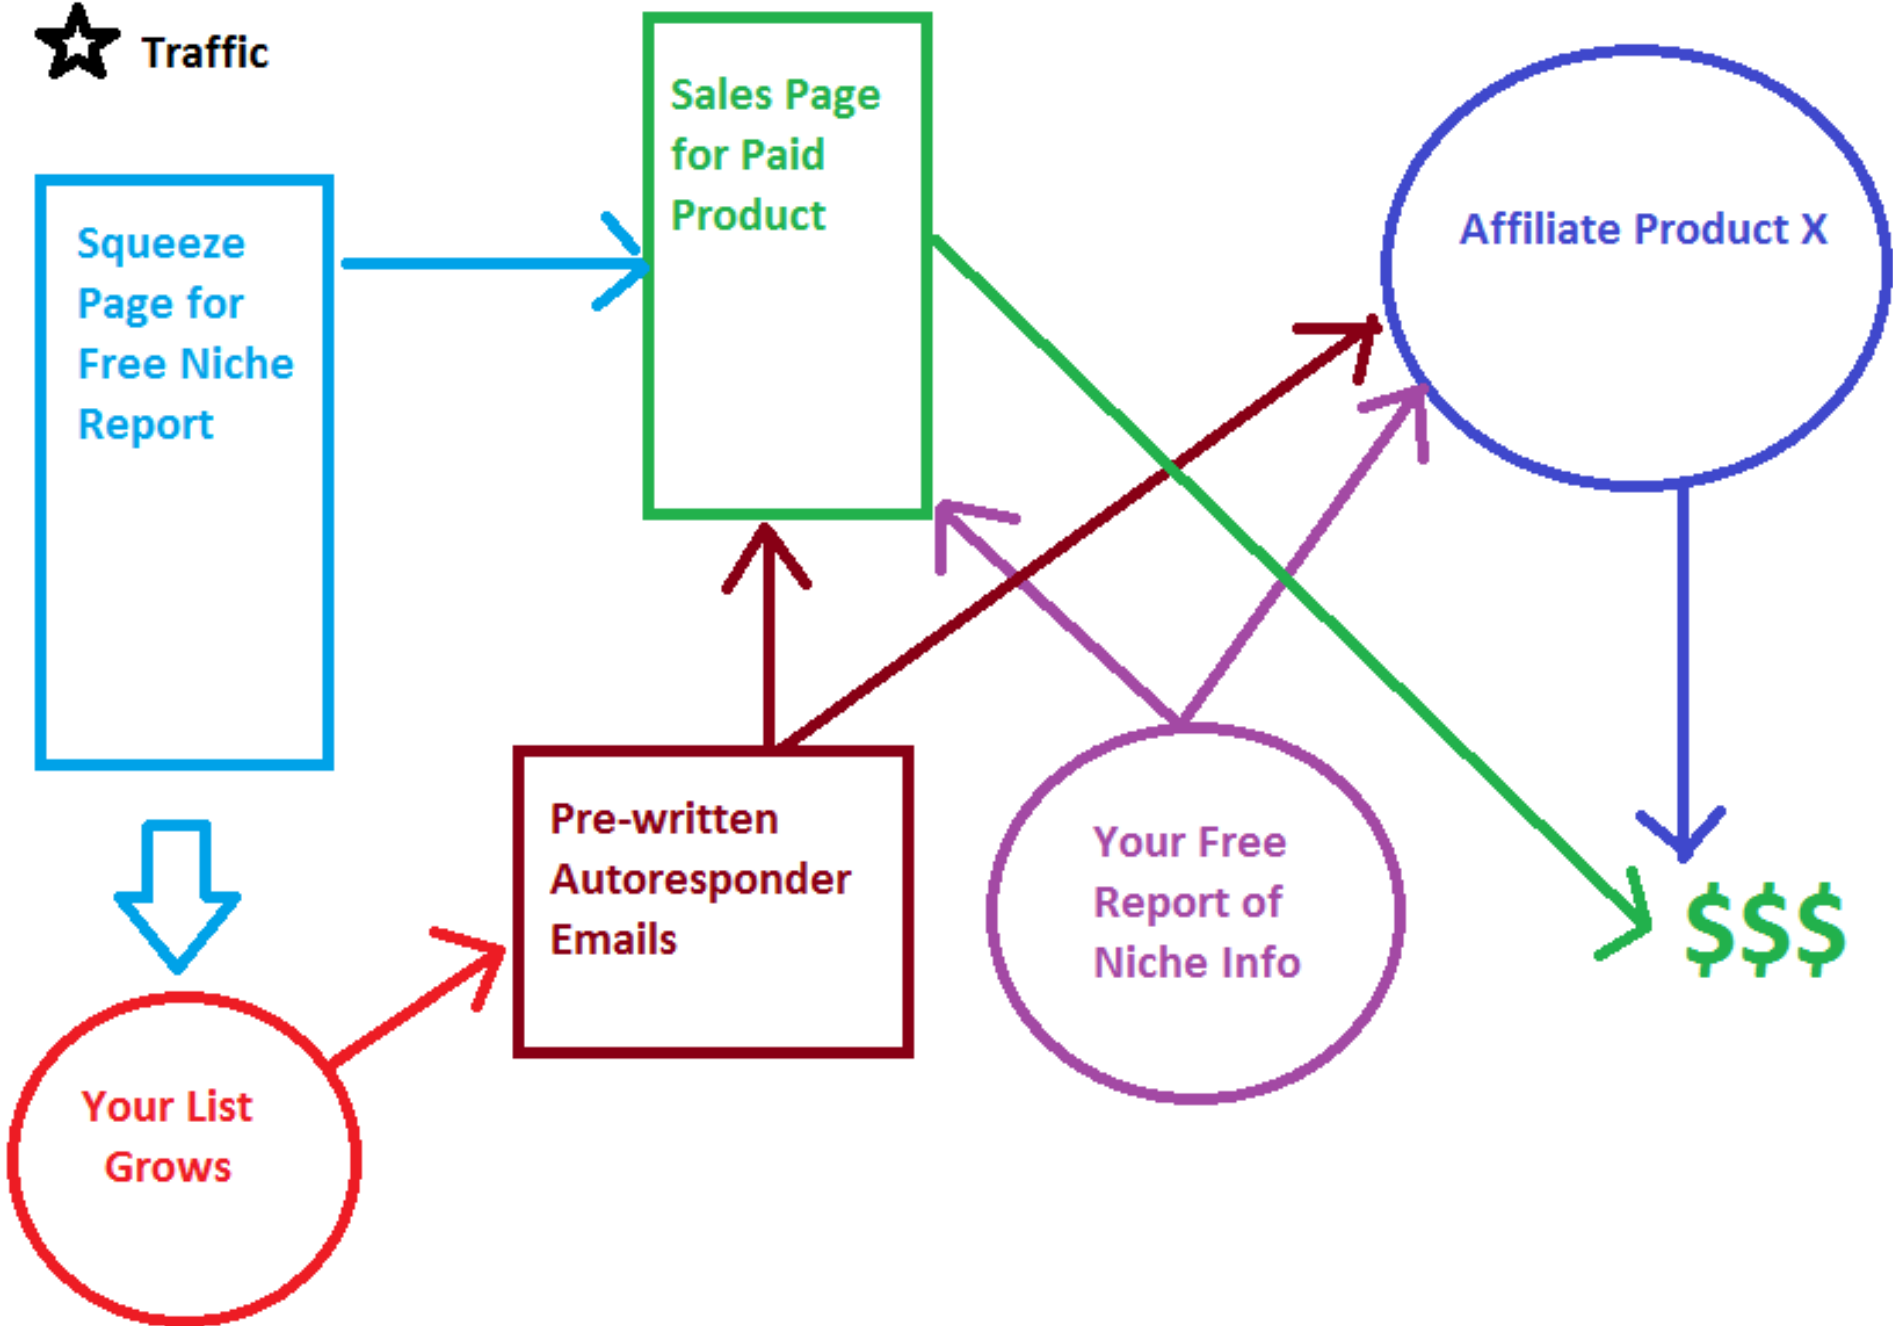 Traffic
Sales Page
for Paid
Product
Affiliate Product X
Squeeze
Page for
Free Niche
Report
Pre-written
Autoresponder
Emails
Your Free
Report of
Niche Info
$$$
Your List
Grows